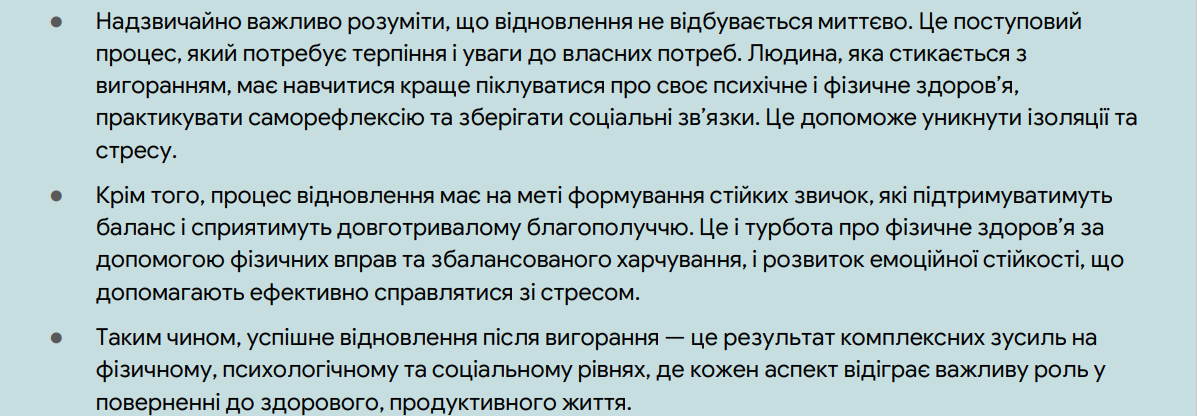 ● Надзвичайно важливо розуміти, що відновлення не відбувається миттєво. Це поступовий
процес, який потребує терпіння і уваги до власних потреб. Людина, яка стикається з
вигоранням, має навчитися краще піклуватися про своє психічне і фізичне здоров’я,
практикувати саморефлексію та зберігати соціальні зв’язки. Це допоможе уникнути ізоляції та
стресу.
● Крім того, процес відновлення має на меті формування стійких звичок, які підтримуватимуть
баланс і сприятимуть довготривалому благополуччю. Це і турбота про фізичне здоров’я за
допомогою фізичних вправ та збалансованого харчування, і розвиток емоційної стійкості, що
допомагають ефективно справлятися зі стресом.
● Таким чином, успішне відновлення після вигорання — це результат комплексних зусиль на
фізичному, психологічному та соціальному рівнях, де кожен аспект відіграє важливу роль у
поверненні до здорового, продуктивного життя.